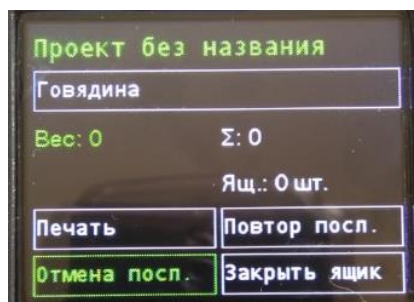 Проект без названия
Говядина
Вес: 0 Σ: 0
Ящ.: 0 шт.
Печать Повтор посл.
Отмена посл. Закрыть ящик